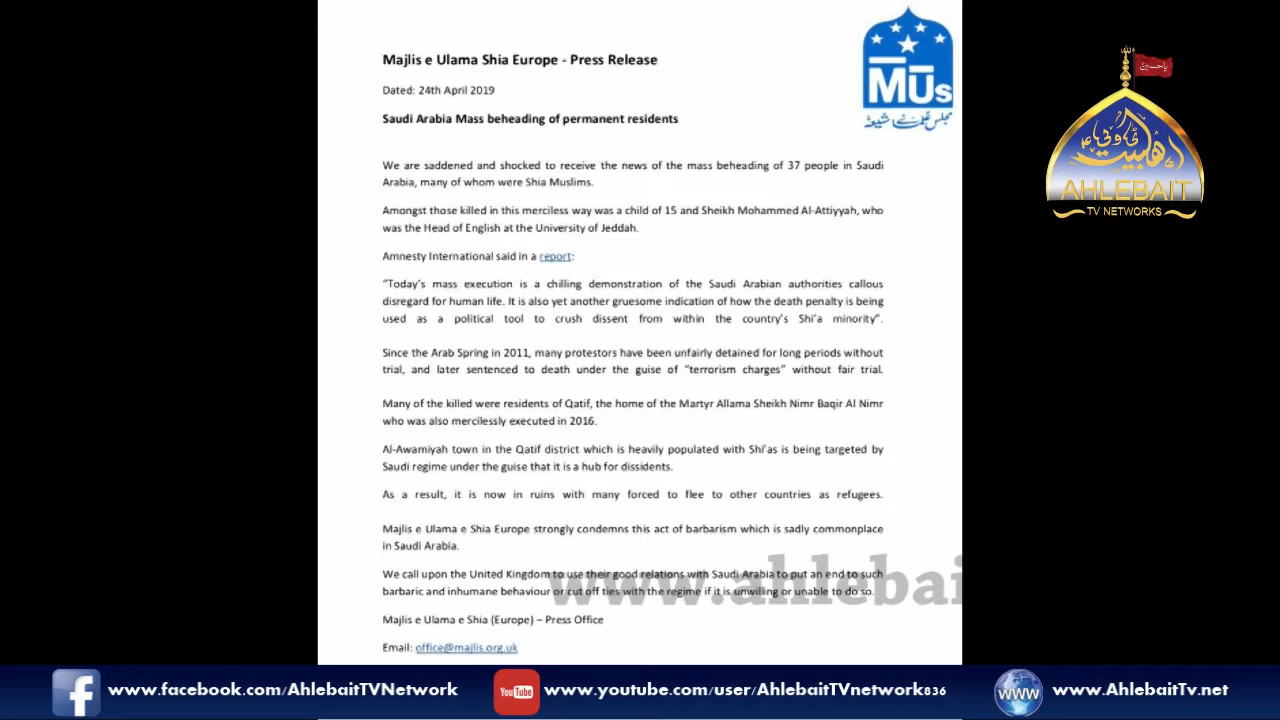 Majlis e Ulama Shia Europe - Press Release
Dated: 24th April 2019
Saudi Arabia Mass beheading of permanent residents
We are saddened and shocked to receive the news of the mass beheading of 37 people in Saudi
Arabia, many of whom were Shia Muslims.
Amongst those killed in this merciless way was a child of 15 and Sheikh Mohammed Al-Attiyyah, who
was the Head of English at the University of Jeddah.
Amnesty International said in a report:
“Today’s mass execution is a chilling demonstration of the Saudi Arabian authorities callous
disregard for human life. It is also yet another gruesome indication of how the death penalty is being
used as a political tool to crush dissent from within the country’s Shi’a minority”.
Since the Arab Spring in 2011, many protestors have been unfairly detained for long periods without
trial, and later sentenced to death under the guise of “terrorism charges” without fair trial.
Many of the killed were residents of Qatif, the home of the Martyr Allama Sheikh Nimr Baqir Al Nimr
who was also mercilessly executed in 2016.
Al-Awamiyah town in the Qatif district which is heavily populated with Shi’as is being targeted by
Saudi regime under the guise that it is a hub for dissidents.
As a result, it is now in ruins with many forced to flee to other countries as refugees.
Majlis e Ulama e Shia Europe strongly condemns this act of barbarism which is sadly commonplace
in Saudi Arabia.
We call upon the United Kingdom to use their good relations with Saudi Arabia to put an end to such
barbaric and inhumane behaviour or cut off ties with the regime if it is unwilling or unable to do so.
www.ahlebai
Majlis e Ulama e Shia (Europe) – Press Office
Email: office@majlis.org.uk
MUs
مجلس علمائے شیعہ
یاحسین
اہلبیت ٹی وی
AHLEBAIT
TV NETWORKS
www.facebook.com/AhlebaitTVNetwork
You Tube
www.youtube.com/user/AhlebaitTVnetwork836
WWW
www.AhlebaitTv.net